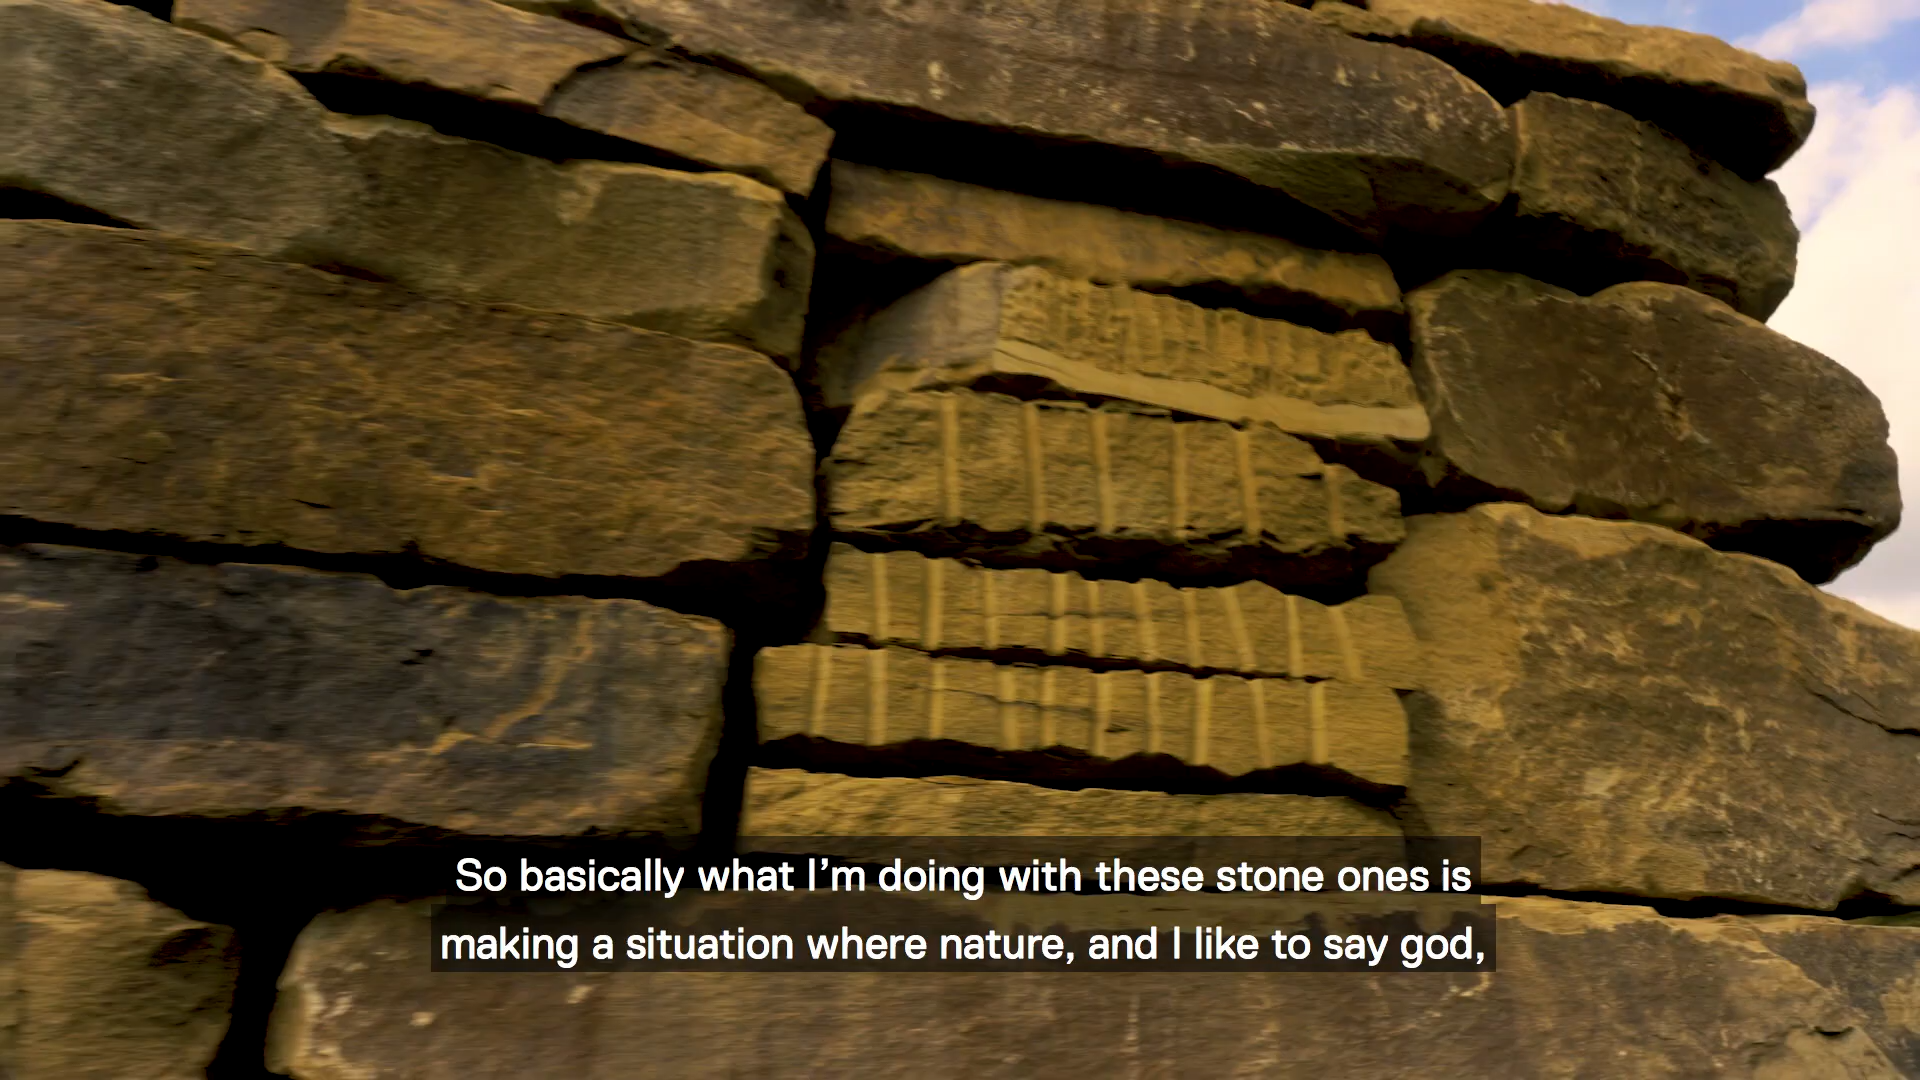 So basically what I’m doing with these stone ones is
making a situation where nature, and I like to say god,